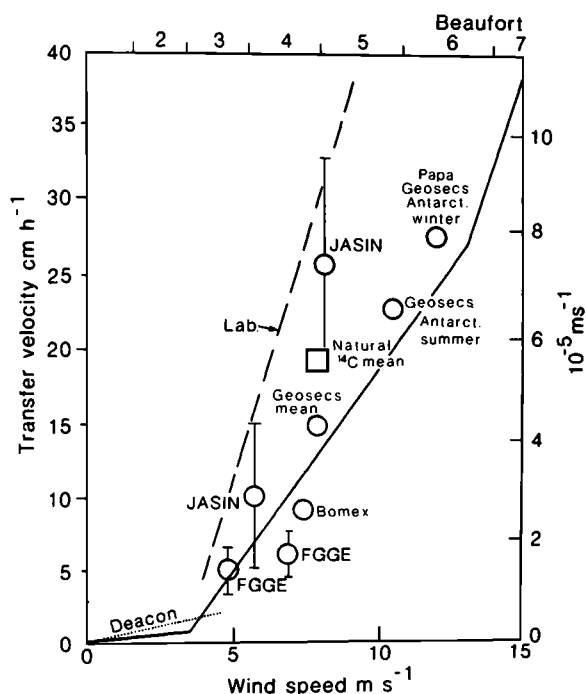 Beaufort
2 3 4 5 6 7
40
35
30
25
20
15
10
5
0
Transfer velocity cm h⁻¹
Papa
Geosecs
Antarct.
winter
JASIN
Geosecs
Antarct.
summer
Lab.
Natural
¹⁴C mean
Geosecs
mean
JASIN
Bomex
FGGE
FGGE
Deacon
10
8
6
4
2
0
10⁻⁵ms⁻¹
0 5 10 15
Wind speed m s⁻¹